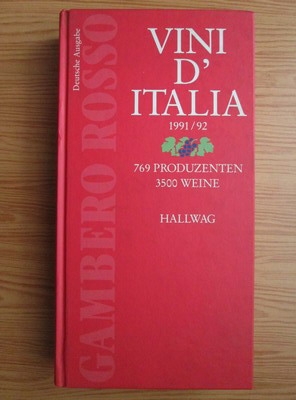 Deutsche Ausgabe
GAMBERO ROSSO
VINI
D'
ITALIA
1991/92
769 PRODUZENTEN
3500 WEINE
HALLWAG